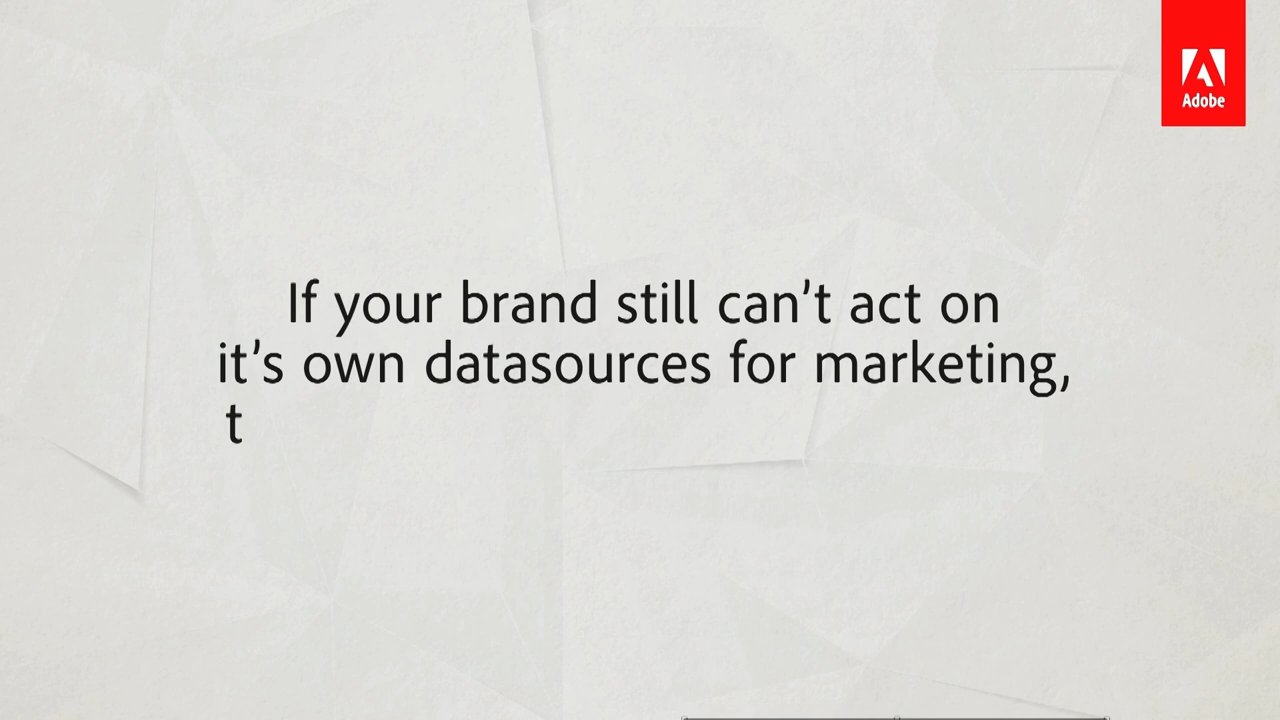 Adobe
If your brand still can’t act on
it’s own datasources for marketing,
t